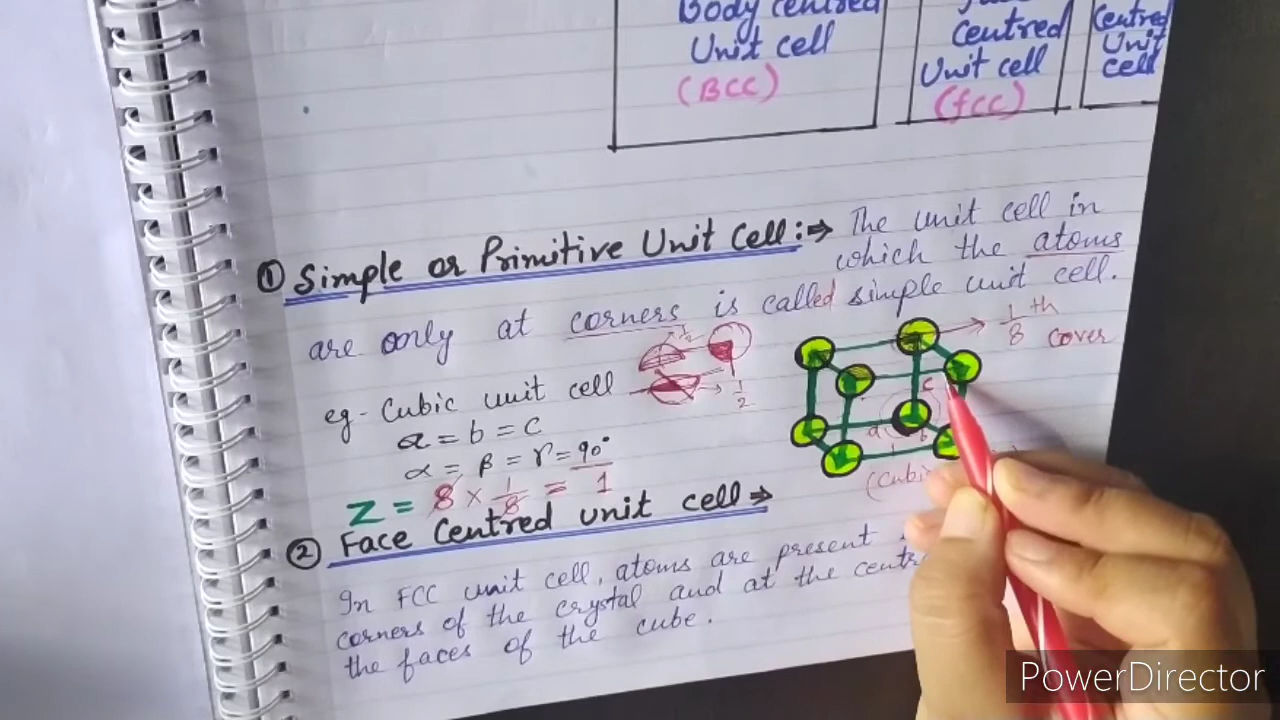 Body centred
Unit cell
(BCC)
Centred
Unit cell
(fCC)
Centred
Unit
cell
① Simple or Primitive Unit Cell:⇒ The unit cell in
which the atoms
are only at corners is called simple unit cell.
1/8 th
cover
1/2
1/2
eg- Cubic unit cell
a = b = c
α = β = γ = 90°
Z = 8 × 1/8 = 1
c
a
b
② Face Centred unit cell ⇒
In FCC unit cell, atoms are present
corners of the crystal and at the
the faces of the cube.
PowerDirector